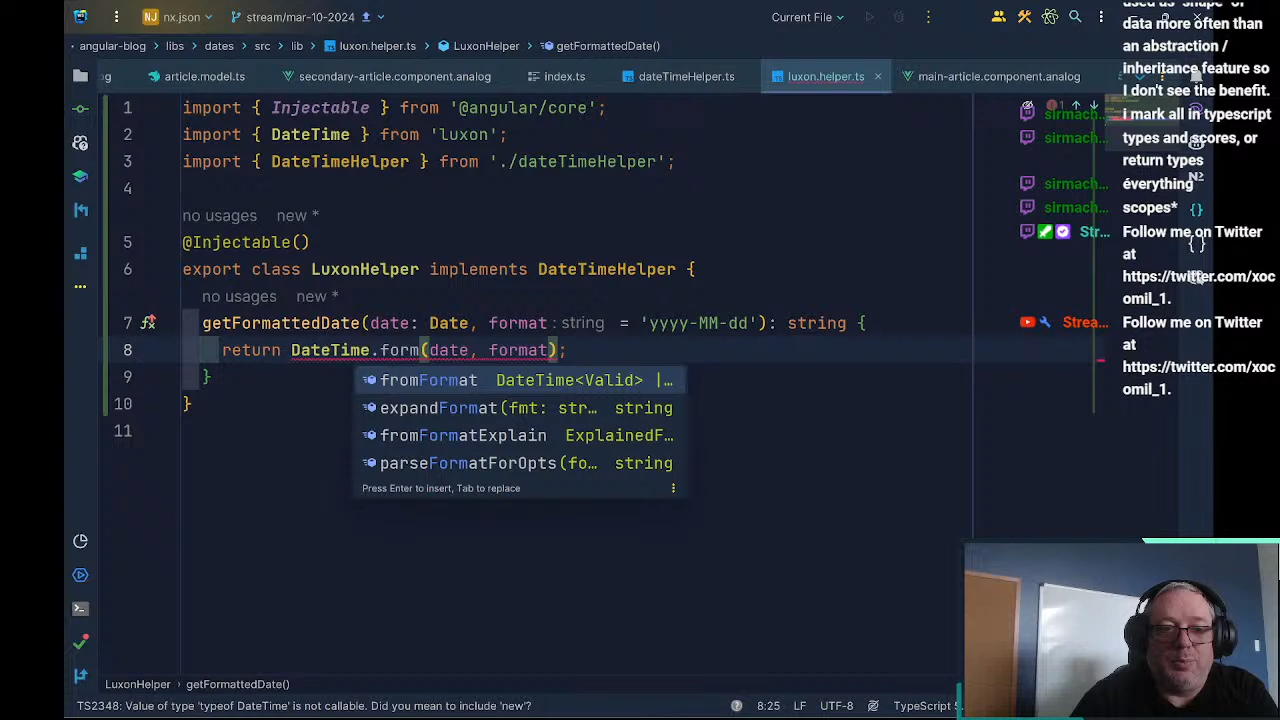 NJ nx.json
stream/mar-10-2024
Current File
angular-blog
libs
dates
src
lib
luxon.helper.ts
LuxonHelper
getFormattedDate()
g
article.model.ts
secondary-article.component.analog
index.ts
dateTimeHelper.ts
luxon.helper.ts
main-article.component.analog
1 import { Injectable } from '@angular/core';
2 import { DateTime } from 'luxon';
3 import { DateTimeHelper } from './dateTimeHelper';
4
no usages new *
5 @Injectable()
6 export class LuxonHelper implements DateTimeHelper {
no usages new *
7 getFormattedDate(date: Date, format: string = 'yyyy-MM-dd'): string {
8 return DateTime.form(date, format);
9 }
10 }
11
fromFormat DateTime<Valid> |…
expandFormat(fmt: str… string
fromFormatExplain ExplainedF…
parseFormatForOpts(fo… string
Press Enter to insert, Tab to replace
data more often than
an abstraction /
inheritance feature so
I don't see the benefit.
sirmach... i mark all in typescript
sirmach... types and scores, or
return types
sirmach... éverything
sirmach... scopes*
Str... Follow me on Twitter
at
https://twitter.com/xoc
omil_1.
Strea... Follow me on Twitter
at
https://twitter.com/xoc
omil_1.
LuxonHelper
getFormattedDate()
TS2348: Value of type 'typeof DateTime' is not callable. Did you mean to include 'new'?
8:25
LF
UTF-8